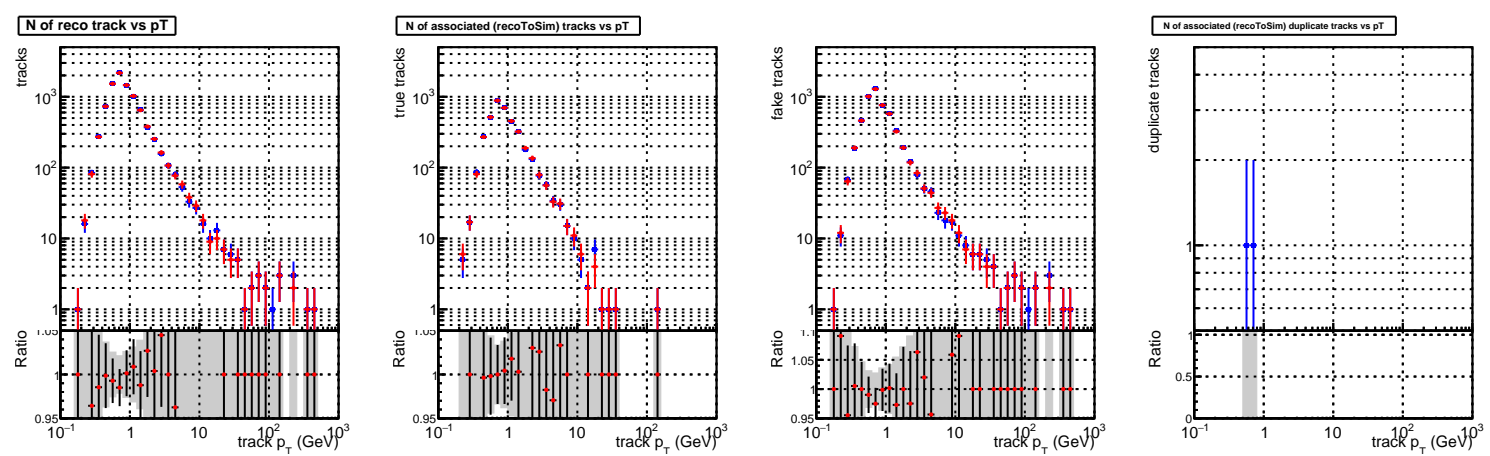 N of reco track vs pT
tracks
10³
10²
10
1
1.05
Ratio
1
0.95
10⁻¹ 1 10 10² 10³
track p_T (GeV)
N of associated (recoToSim) tracks vs pT
true tracks
10³
10²
10
1
1.05
Ratio
1
0.95
10⁻¹ 1 10 10² 10³
track p_T (GeV)
fake tracks
10³
10²
10
1
1.1
Ratio
1.05
1
0.95
10⁻¹ 1 10 10² 10³
track p_T (GeV)
N of associated (recoToSim) duplicate tracks vs pT
duplicate tracks
1
Ratio
1
0.5
0
10⁻¹ 1 10 10² 10³
track p_T (GeV)